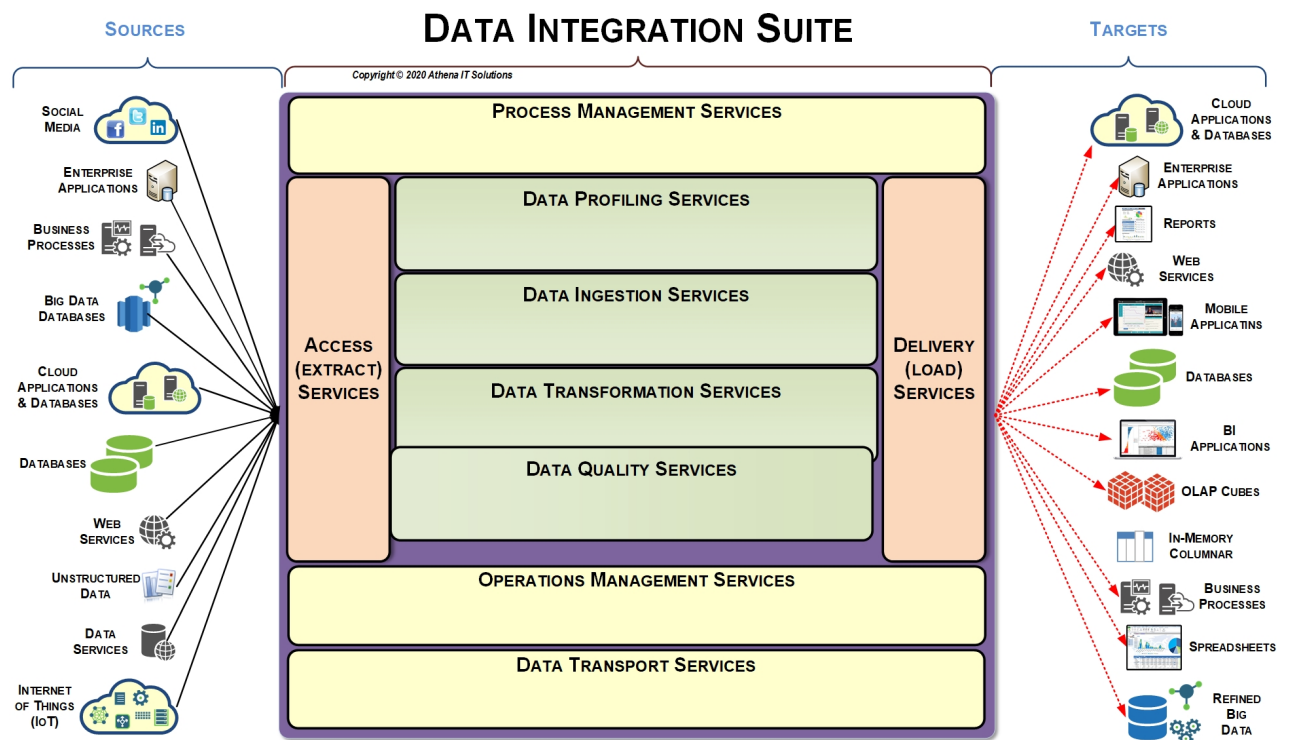 SOURCES
DATA INTEGRATION SUITE
TARGETS
Copyright © 2020 Athena IT Solutions
SOCIAL
MEDIA
ENTERPRISE
APPLICATIONS
BUSINESS
PROCESSES
BIG DATA
DATABASES
CLOUD
APPLICATIONS
& DATABASES
DATABASES
WEB
SERVICES
UNSTRUCTURED
DATA
DATA
SERVICES
INTERNET
OF THINGS
(IOT)
PROCESS MANAGEMENT SERVICES
ACCESS
(EXTRACT)
SERVICES
DATA PROFILING SERVICES
DATA INGESTION SERVICES
DATA TRANSFORMATION SERVICES
DATA QUALITY SERVICES
DELIVERY
(LOAD)
SERVICES
OPERATIONS MANAGEMENT SERVICES
DATA TRANSPORT SERVICES
CLOUD
APPLICATIONS
& DATABASES
ENTERPRISE
APPLICATIONS
REPORTS
WEB
SERVICES
MOBILE
APPLICATINS
DATABASES
BI
APPLICATIONS
OLAP CUBES
IN-MEMORY
COLUMNAR
BUSINESS
PROCESSES
SPREADSHEETS
REFINED
BIG
DATA